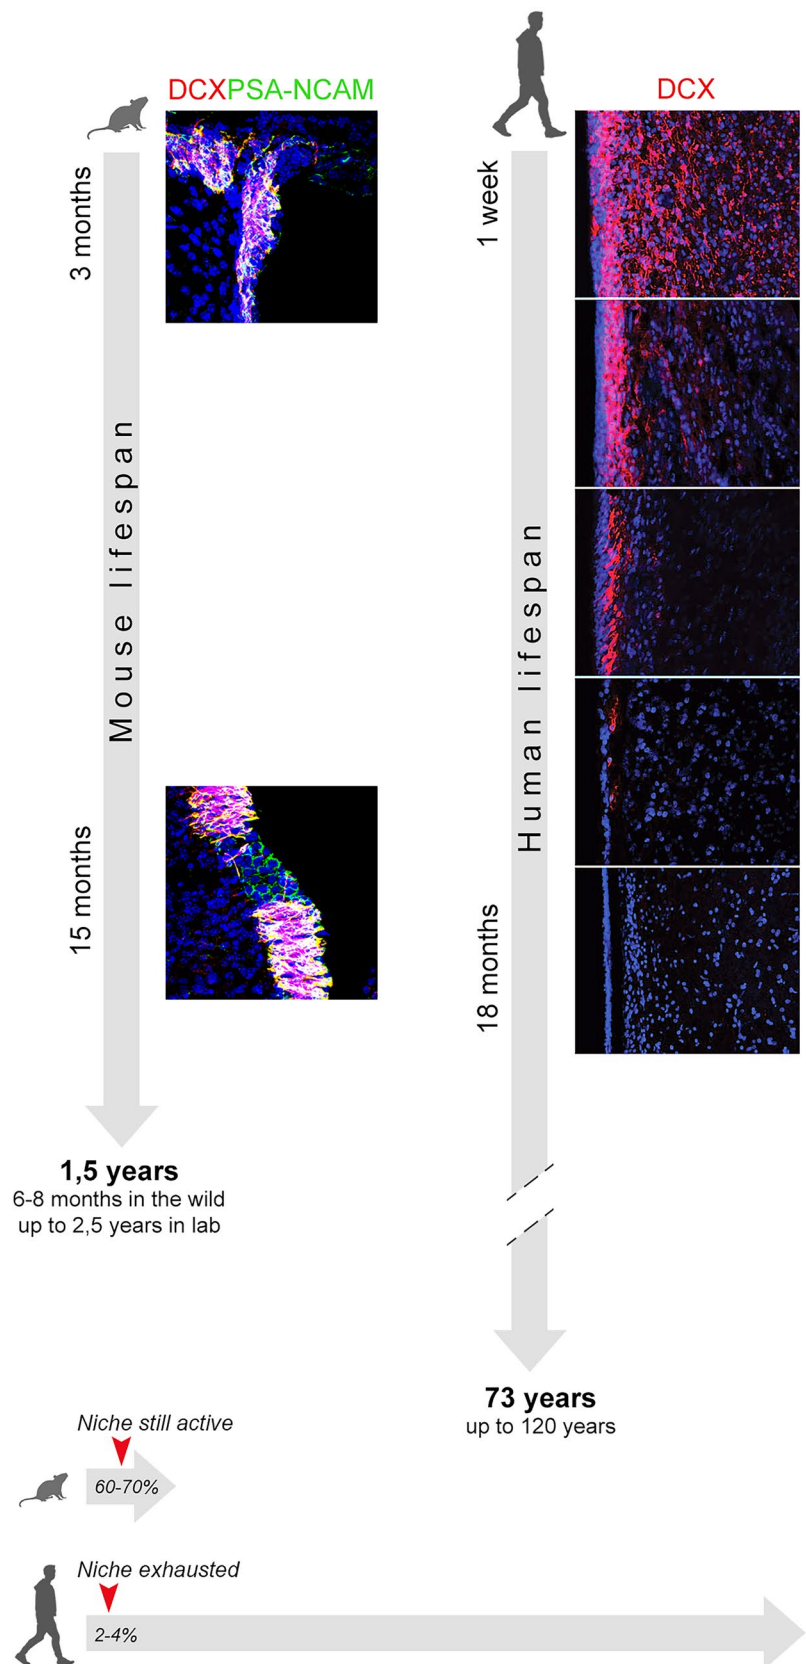 DCXPSA-NCAM
DCX
3 months
1 week
Mouse lifespan
Human lifespan
15 months
18 months
1,5 years
6-8 months in the wild
up to 2,5 years in lab
73 years
up to 120 years
Niche still active
60-70%
Niche exhausted
2-4%